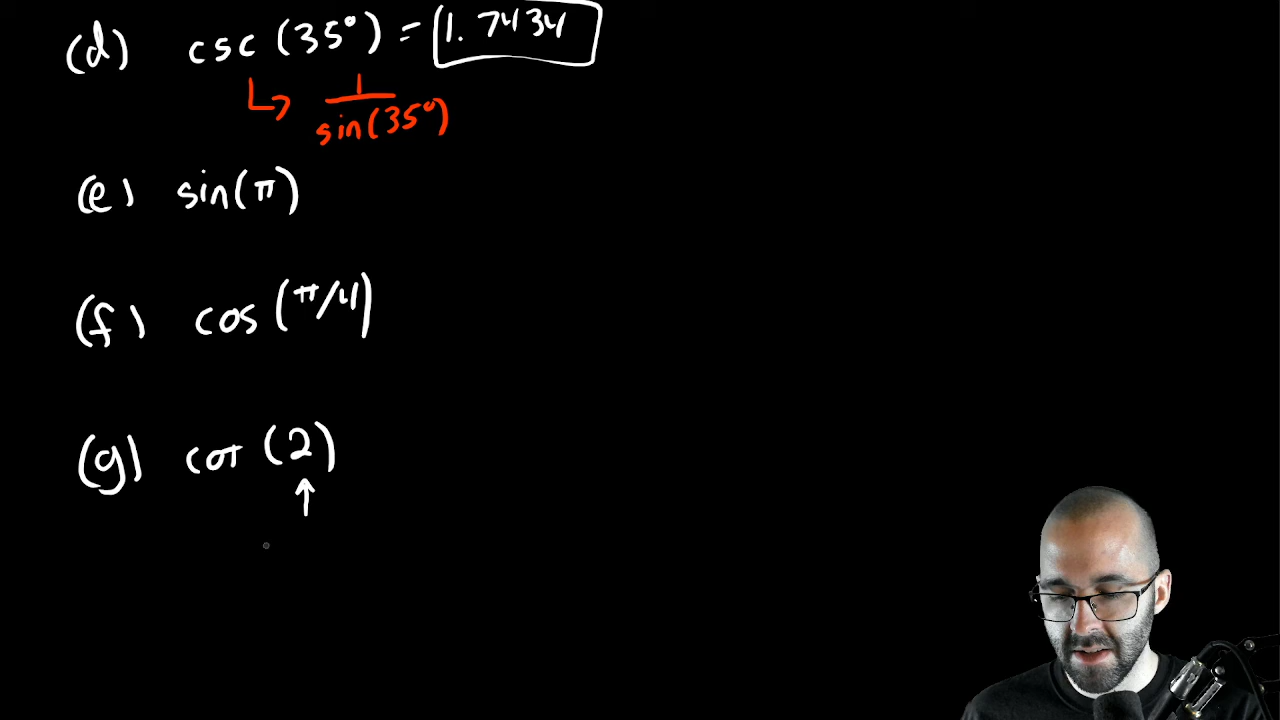 (d) csc (35°) = 1.7434
↳ 1/sin(35°)
(e) sin(π)
(f) cos (π/4)
(g) cot (2)
↑